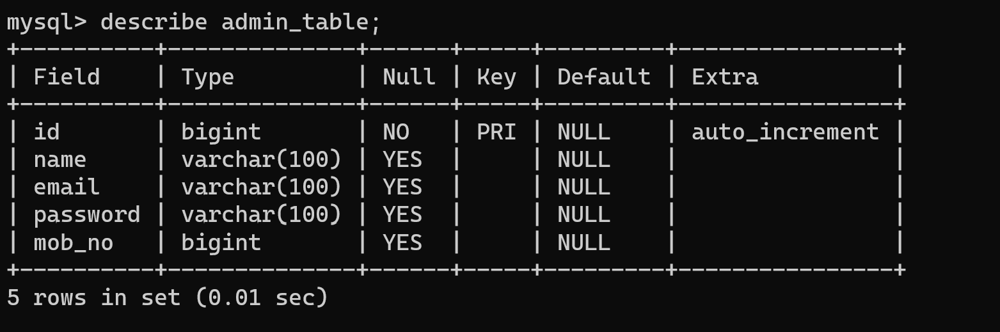 mysql> describe admin_table;
+----------+--------------+------+-----+---------+----------------+
| Field    | Type         | Null | Key | Default | Extra          |
+----------+--------------+------+-----+---------+----------------+
| id       | bigint       | NO   | PRI | NULL    | auto_increment |
| name     | varchar(100) | YES  |     | NULL    |                |
| email    | varchar(100) | YES  |     | NULL    |                |
| password | varchar(100) | YES  |     | NULL    |                |
| mob_no   | bigint       | YES  |     | NULL    |                |
+----------+--------------+------+-----+---------+----------------+
5 rows in set (0.01 sec)